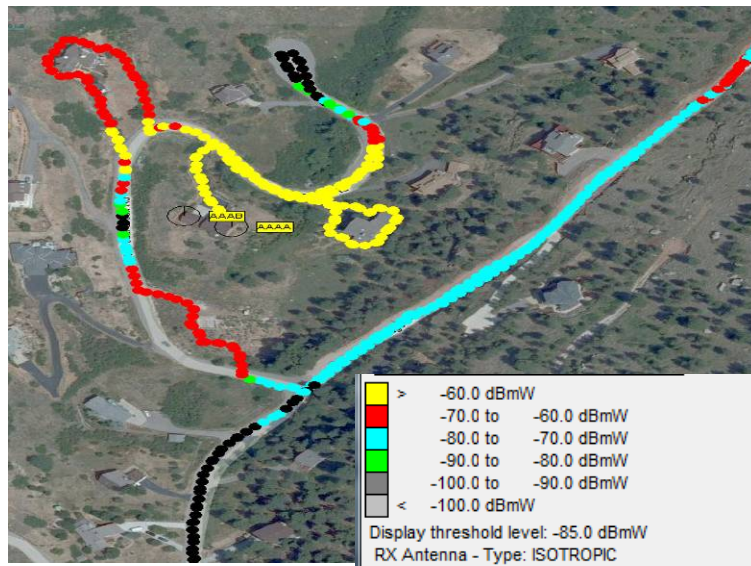 AAAB
AAAA
> -60.0 dBmW
-70.0 to -60.0 dBmW
-80.0 to -70.0 dBmW
-90.0 to -80.0 dBmW
-100.0 to -90.0 dBmW
< -100.0 dBmW
Display threshold level: -85.0 dBmW
RX Antenna - Type: ISOTROPIC